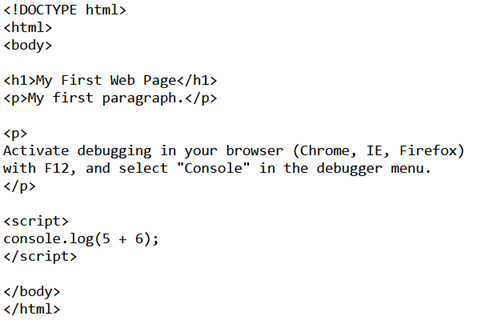 <!DOCTYPE html>
<html>
<body>

<h1>My First Web Page</h1>
<p>My first paragraph.</p>

<p>
Activate debugging in your browser (Chrome, IE, Firefox)
with F12, and select "Console" in the debugger menu.
</p>

<script>
console.log(5 + 6);
</script>

</body>
</html>